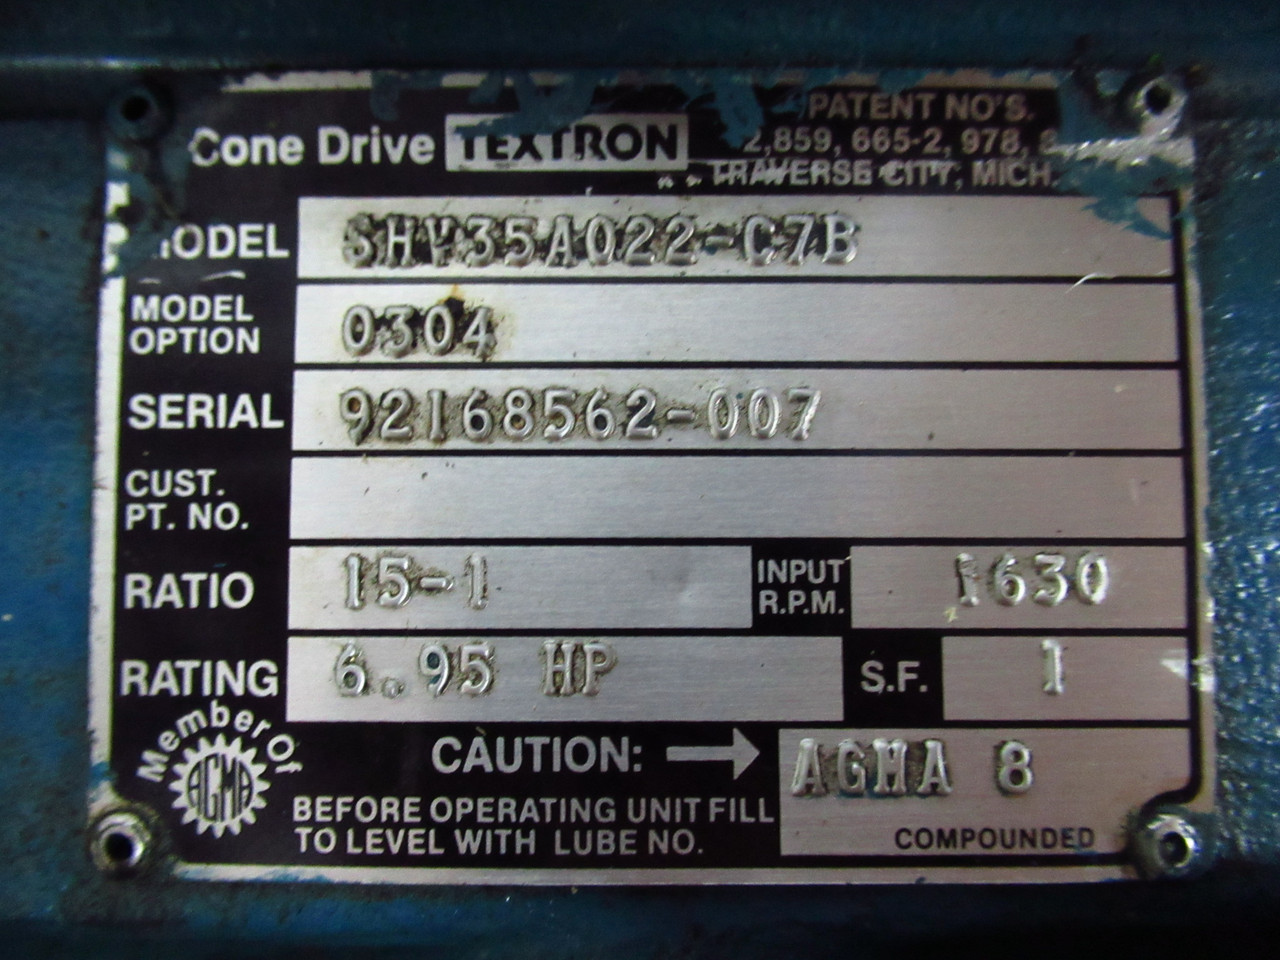 PATENT NO'S.
Cone Drive TEXTRON 2,859, 665-2, 978, 8
TRAVERSE CITY, MICH.
MODEL SHV35A022-C7B
MODEL OPTION 0304
SERIAL 92168562-007
CUST. PT. NO.
RATIO 15-1 INPUT R.P.M. 1630
RATING 6.95 HP S.F. 1
Member Of AGMA
CAUTION: AGMA 8
BEFORE OPERATING UNIT FILL
TO LEVEL WITH LUBE NO. COMPOUNDED